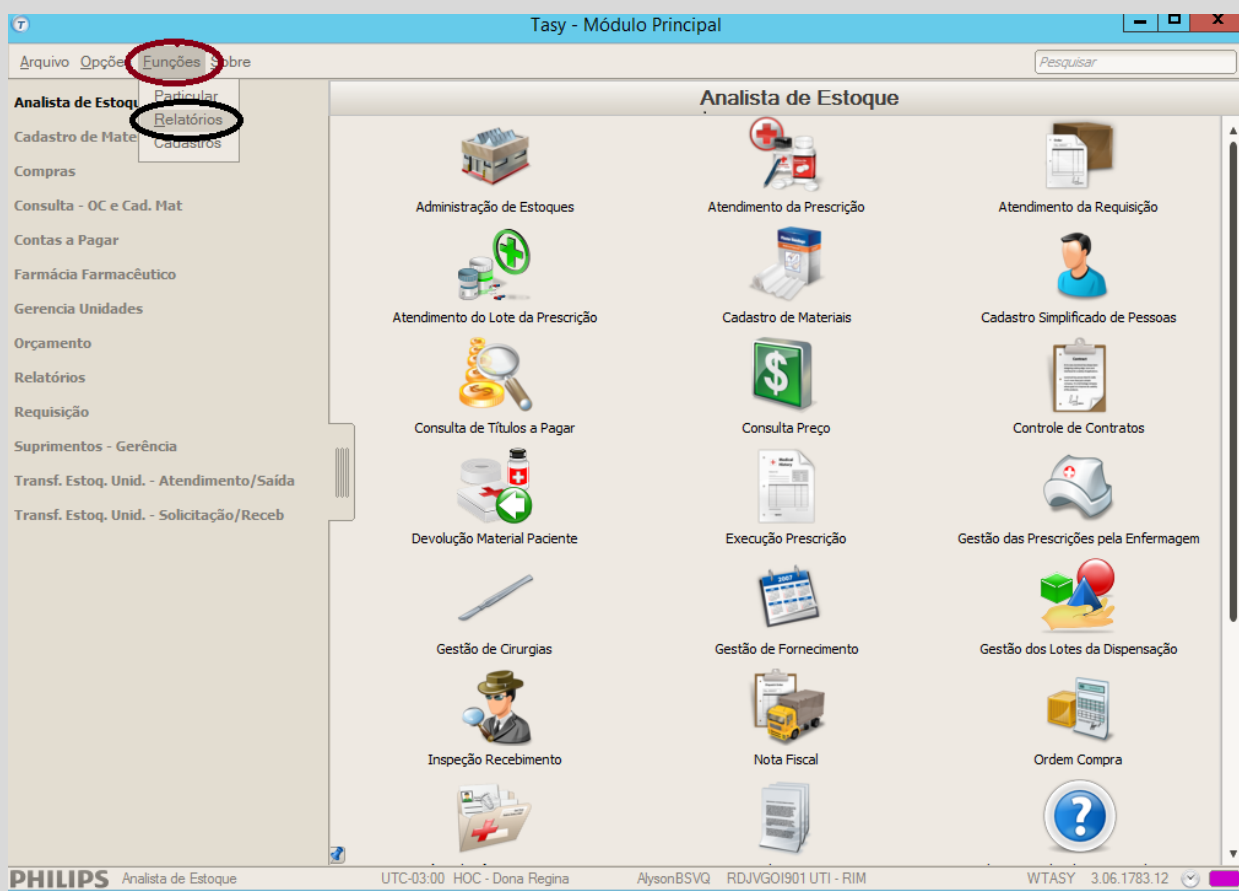 Tasy - Módulo Principal
Arquivo Opções Funções Sobre
Pesquisar
Particular
Relatórios
Cadastros
Analista de Estoqu
Cadastro de Mate
Compras
Consulta - OC e Cad. Mat
Contas a Pagar
Farmácia Farmacêutico
Gerencia Unidades
Orçamento
Relatórios
Requisição
Suprimentos - Gerência
Transf. Estoq. Unid. - Atendimento/Saída
Transf. Estoq. Unid. - Solicitação/Receb
Analista de Estoque
Administração de Estoques
Atendimento da Prescrição
Atendimento da Requisição
Atendimento do Lote da Prescrição
Cadastro de Materiais
Cadastro Simplificado de Pessoas
Consulta de Títulos a Pagar
Consulta Preço
Controle de Contratos
Devolução Material Paciente
Execução Prescrição
Gestão das Prescrições pela Enfermagem
Gestão de Cirurgias
Gestão de Fornecimento
Gestão dos Lotes da Dispensação
Inspeção Recebimento
Nota Fiscal
Ordem Compra
PHILIPS Analista de Estoque UTC-03:00 HOC - Dona Regina AlysonBSVQ RDJVGOI901 UTI - RIM WTASY 3.06.1783.12